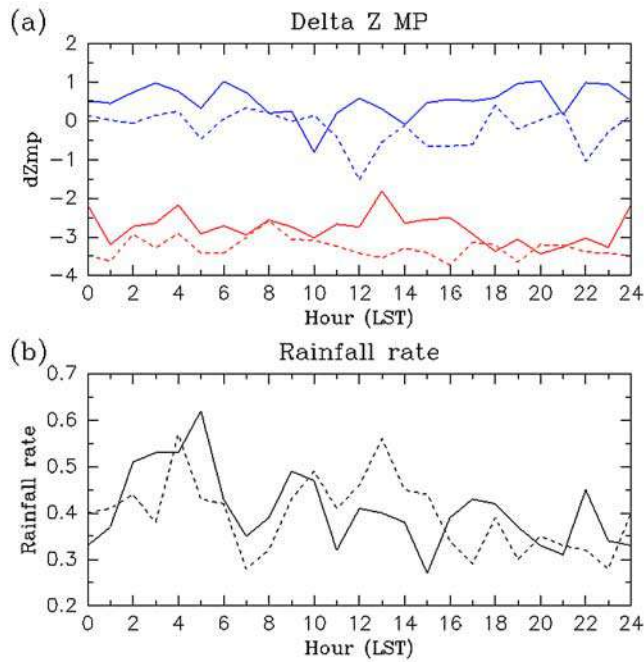 (a) Delta Z MP
2
1
0
−1
−2
−3
−4
dZmp
0 2 4 6 8 10 12 14 16 18 20 22 24
Hour (LST)
(b) Rainfall rate
0.7
0.6
0.5
0.4
0.3
0.2
Rainfall rate
0 2 4 6 8 10 12 14 16 18 20 22 24
Hour (LST)